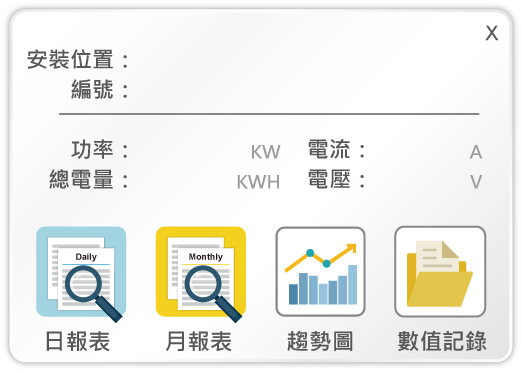 X
安裝位置：
編號：
功率： KW 電流： A
總電量： KWH 電壓： V
Daily Monthly
日報表 月報表 趨勢圖 數值記錄